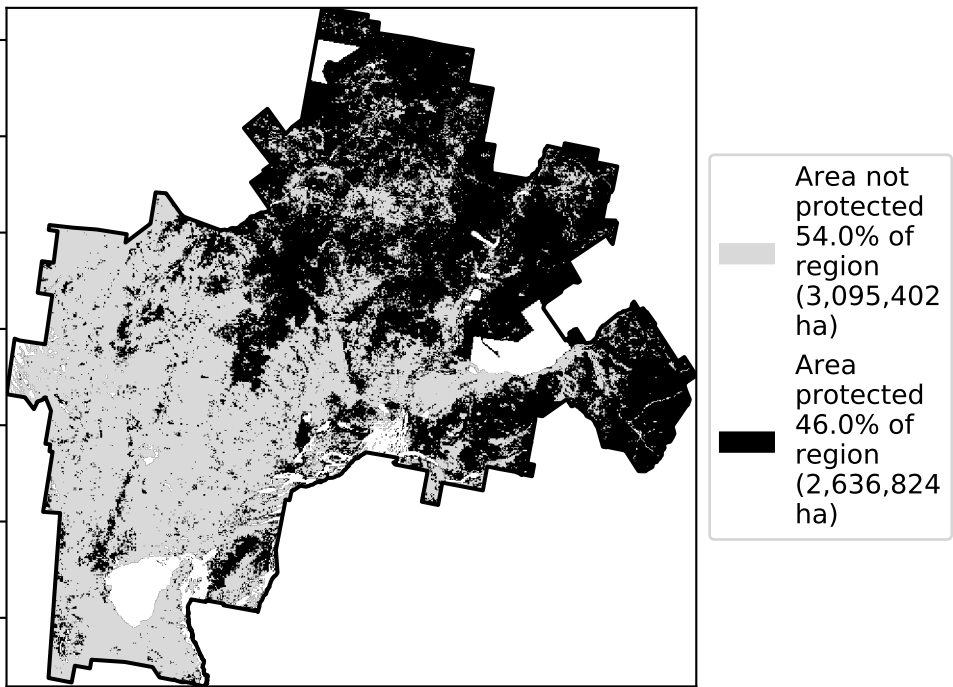 Area not
protected
54.0% of
region
(3,095,402
ha)
Area
protected
46.0% of
region
(2,636,824
ha)